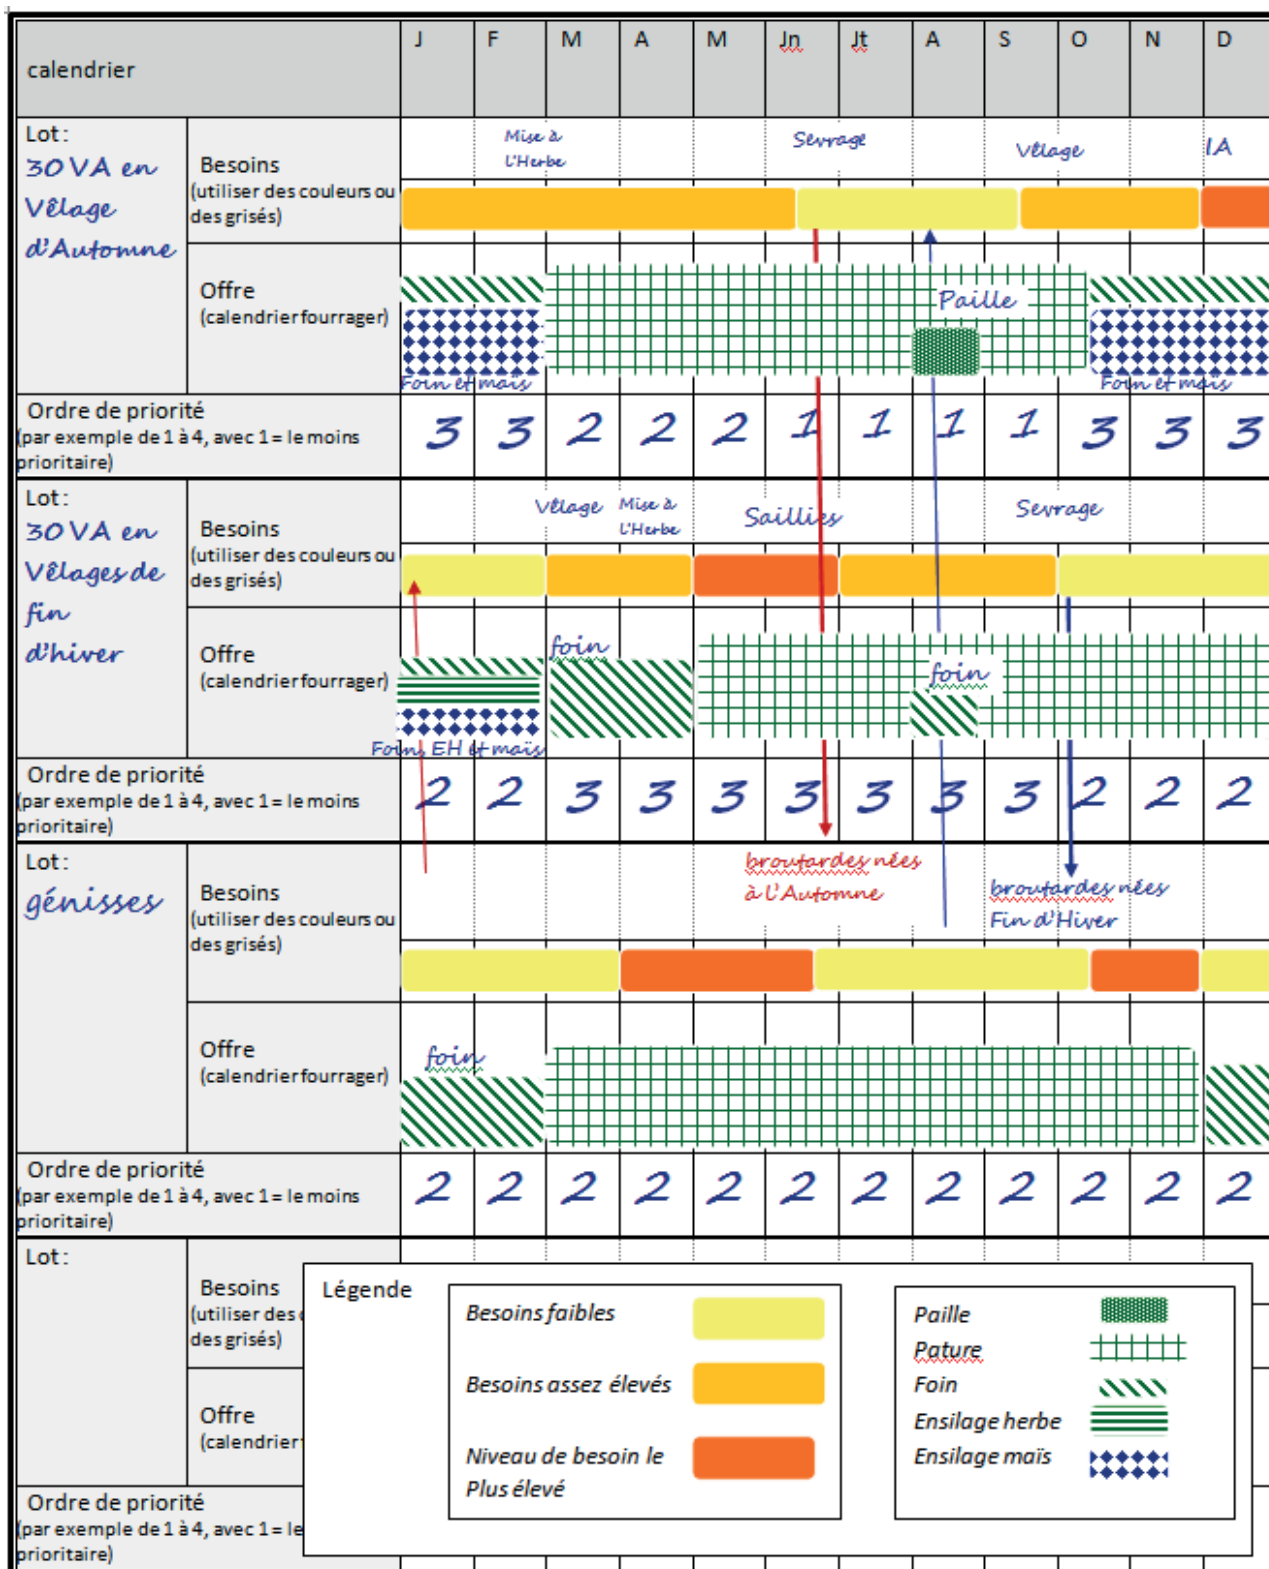 calendrier
J F M A M Jn Jt A S O N D
Lot :
30 VA en
Vêlage
d'Automne
Besoins
(utiliser des couleurs ou
des grisés)
Mise à
L'Herbe
Sevrage
Vêlage
IA
Offre
(calendrier fourrager)
Paille
Foin et maïs
Foin et maïs
Ordre de priorité
(par exemple de 1 à 4, avec 1 = le moins
prioritaire)
3 3 2 2 2 1 1 1 1 3 3 3
Lot :
30 VA en
Vêlages de
fin
d'hiver
Besoins
(utiliser des couleurs ou
des grisés)
Vêlage
Mise à
L'Herbe
Saillies
Sevrage
Offre
(calendrier fourrager)
foin
foin
Foin, EH et maïs
Ordre de priorité
(par exemple de 1 à 4, avec 1 = le moins
prioritaire)
2 2 3 3 3 3 3 3 3 2 2 2
Lot :
génisses
Besoins
(utiliser des couleurs ou
des grisés)
broutardes nées
à L'Automne
broutardes nées
Fin d'Hiver
Offre
(calendrier fourrager)
foin
Ordre de priorité
(par exemple de 1 à 4, avec 1 = le moins
prioritaire)
2 2 2 2 2 2 2 2 2 2 2 2
Lot :
Besoins
(utiliser des
des grisés)
Offre
(calendrier
Ordre de priorité
(par exemple de 1 à 4, avec 1 = le
prioritaire)
Légende
Besoins faibles
Besoins assez élevés
Niveau de besoin le
Plus élevé
Paille
Pature
Foin
Ensilage herbe
Ensilage maïs